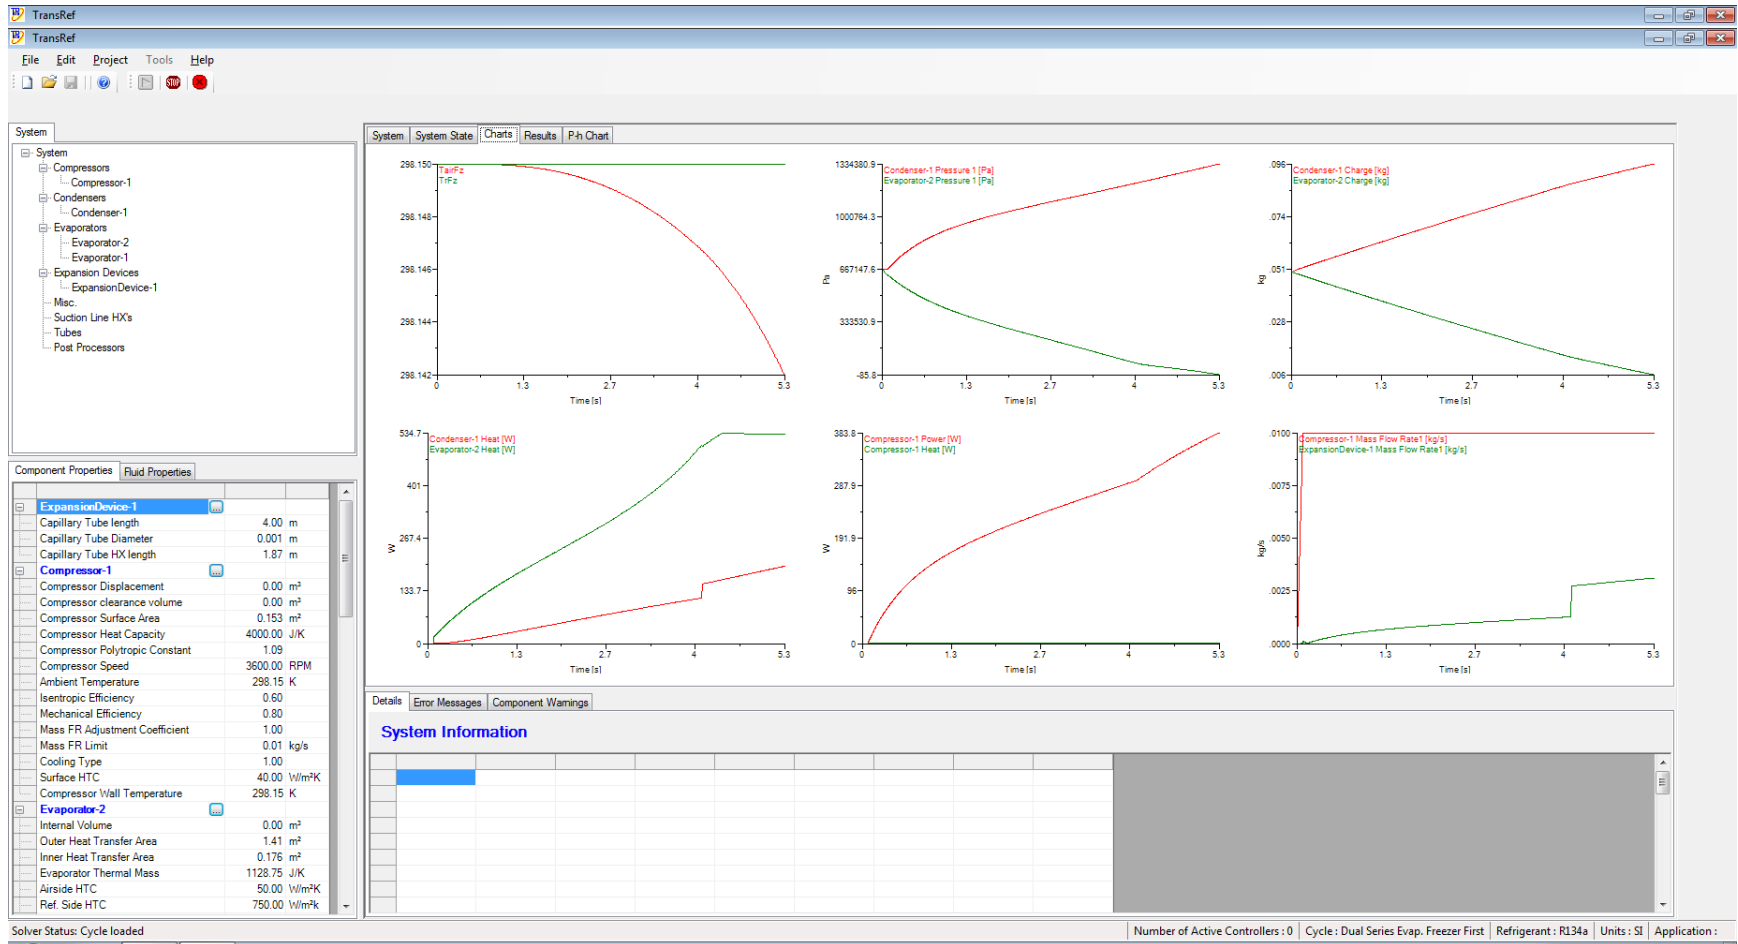 TransRef
TransRef
File Edit Project Tools Help
STOP
System
System
Compressors
Compressor-1
Condensers
Condenser-1
Evaporators
Evaporator-2
Evaporator-1
Expansion Devices
ExpansionDevice-1
Misc.
Suction Line HX's
Tubes
Post Processors
Component Properties Fluid Properties
ExpansionDevice-1 ...
Capillary Tube length 4.00 m
Capillary Tube Diameter 0.001 m
Capillary Tube HX length 1.87 m
Compressor-1 ...
Compressor Displacement 0.00 m³
Compressor clearance volume 0.00 m³
Compressor Surface Area 0.153 m²
Compressor Heat Capacity 4000.00 J/K
Compressor Polytropic Constant 1.09
Compressor Speed 3600.00 RPM
Ambient Temperature 298.15 K
Isentropic Efficiency 0.60
Mechanical Efficiency 0.80
Mass FR Adjustment Coefficient 1.00
Mass FR Limit 0.01 kg/s
Cooling Type 1.00
Surface HTC 40.00 W/m²K
Compressor Wall Temperature 298.15 K
Evaporator-2 ...
Internal Volume 0.00 m³
Outer Heat Transfer Area 1.41 m²
Inner Heat Transfer Area 0.176 m²
Evaporator Thermal Mass 1128.75 J/K
Airside HTC 50.00 W/m²K
Ref. Side HTC 750.00 W/m²k
System System State Charts Results P-h Chart
298.150
TairFz
TrFz
298.148
298.146
298.144
298.142
0 1.3 2.7 4 5.3
Time [s]
1334380.9
Condenser-1 Pressure 1 [Pa]
Evaporator-2 Pressure 1 [Pa]
1000764.3
667147.6
Pa
333530.9
-85.8
0 1.3 2.7 4 5.3
Time [s]
.096
Condenser-1 Charge [kg]
Evaporator-2 Charge [kg]
.074
.051
kg
.028
.006
0 1.3 2.7 4 5.3
Time [s]
534.7
Condenser-1 Heat [W]
Evaporator-2 Heat [W]
401
267.4
W
133.7
0
0 1.3 2.7 4 5.3
Time [s]
383.8
Compressor-1 Power [W]
Compressor-1 Heat [W]
287.9
191.9
W
96
0
0 1.3 2.7 4 5.3
Time [s]
.0100
Compressor-1 Mass Flow Rate1 [kg/s]
ExpansionDevice-1 Mass Flow Rate1 [kg/s]
.0075
.0050
kg/s
.0025
.0000
0 1.3 2.7 4 5.3
Time [s]
Details Error Messages Component Warnings
System Information
Solver Status: Cycle loaded
Number of Active Controllers : 0 Cycle : Dual Series Evap. Freezer First Refrigerant : R134a Units : SI Application :